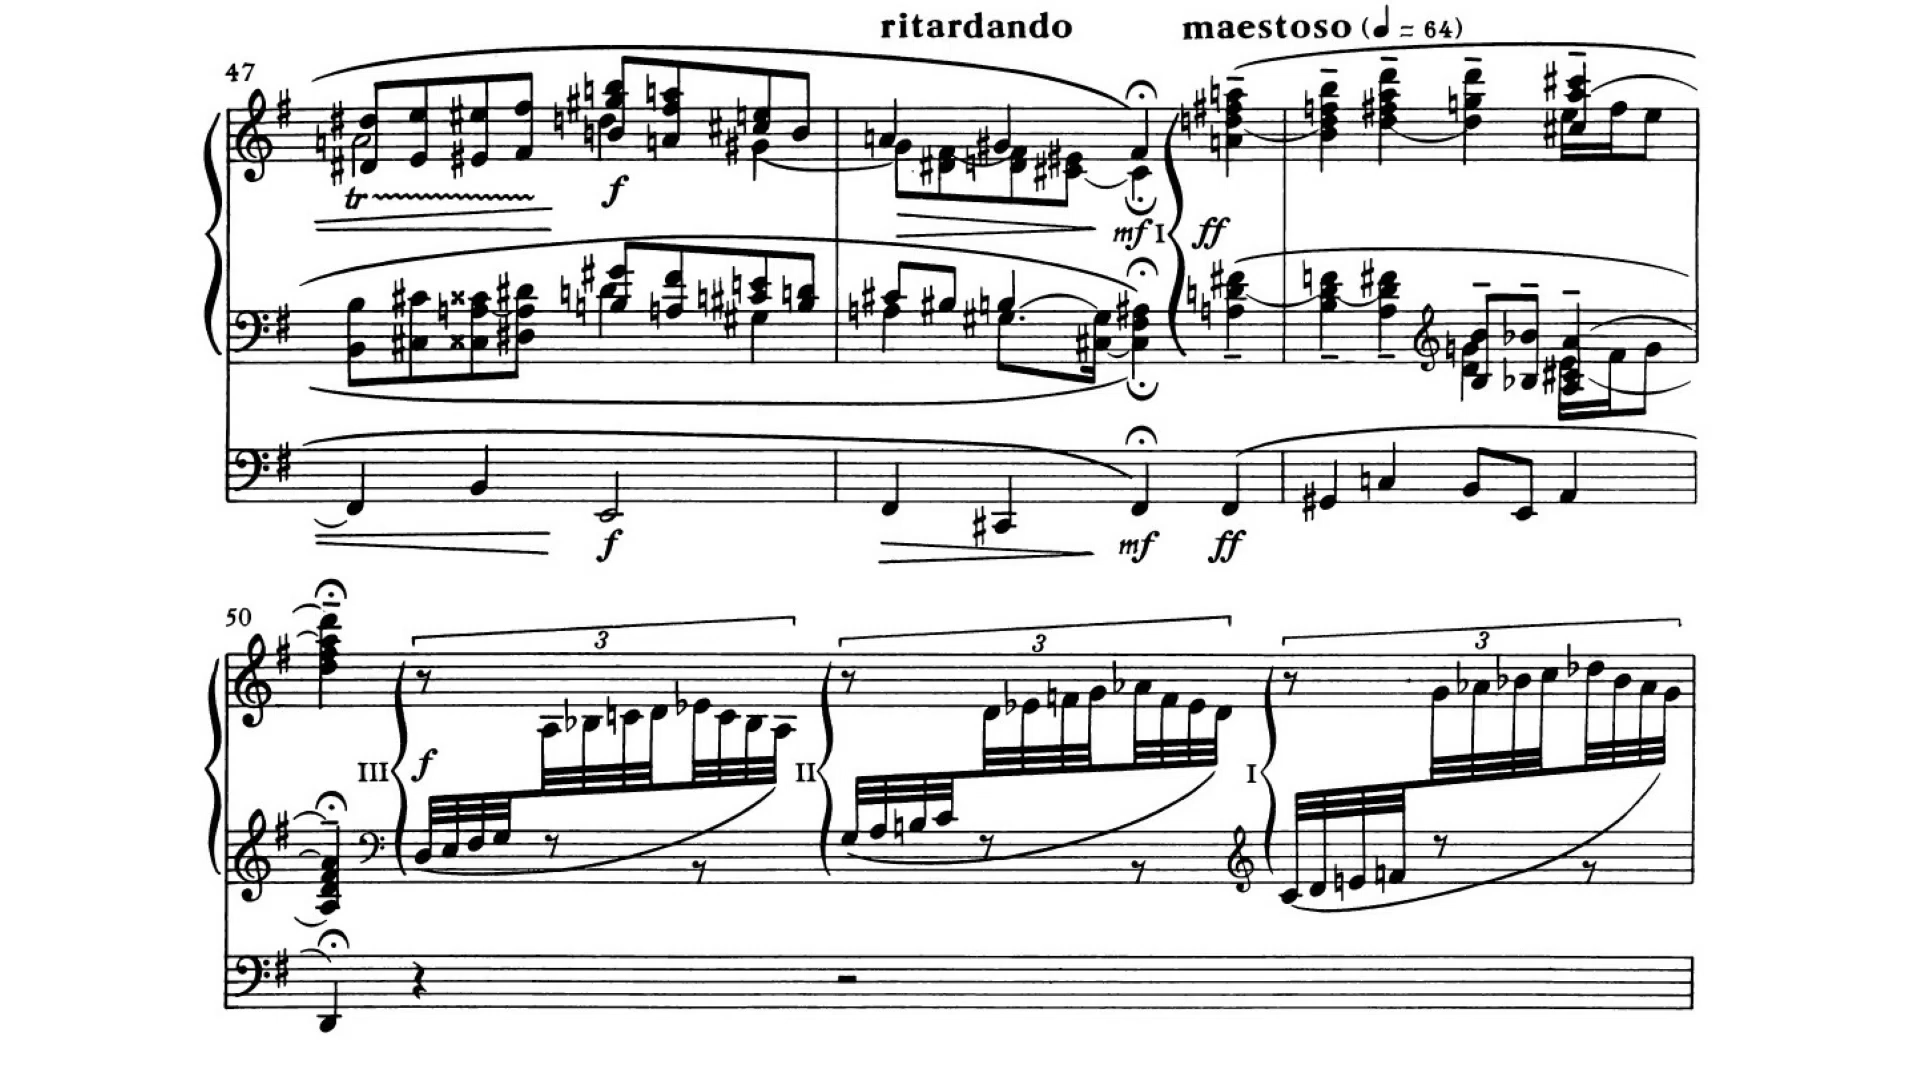 ritardando maestoso (♩ = 64)
47
tr f
mf I ff
f mf ff
50
3 3 3
III f II I